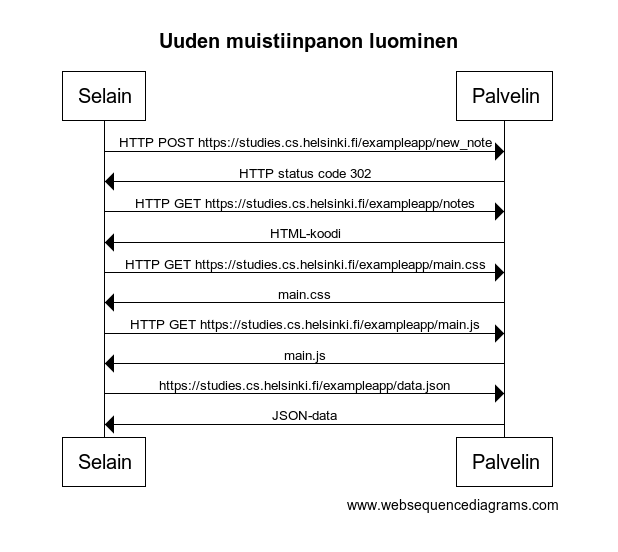 Uuden muistiinpanon luominen
Selain
Palvelin
HTTP POST https://studies.cs.helsinki.fi/exampleapp/new_note
HTTP status code 302
HTTP GET https://studies.cs.helsinki.fi/exampleapp/notes
HTML-koodi
HTTP GET https://studies.cs.helsinki.fi/exampleapp/main.css
main.css
HTTP GET https://studies.cs.helsinki.fi/exampleapp/main.js
main.js
https://studies.cs.helsinki.fi/exampleapp/data.json
JSON-data
Selain
Palvelin
www.websequencediagrams.com